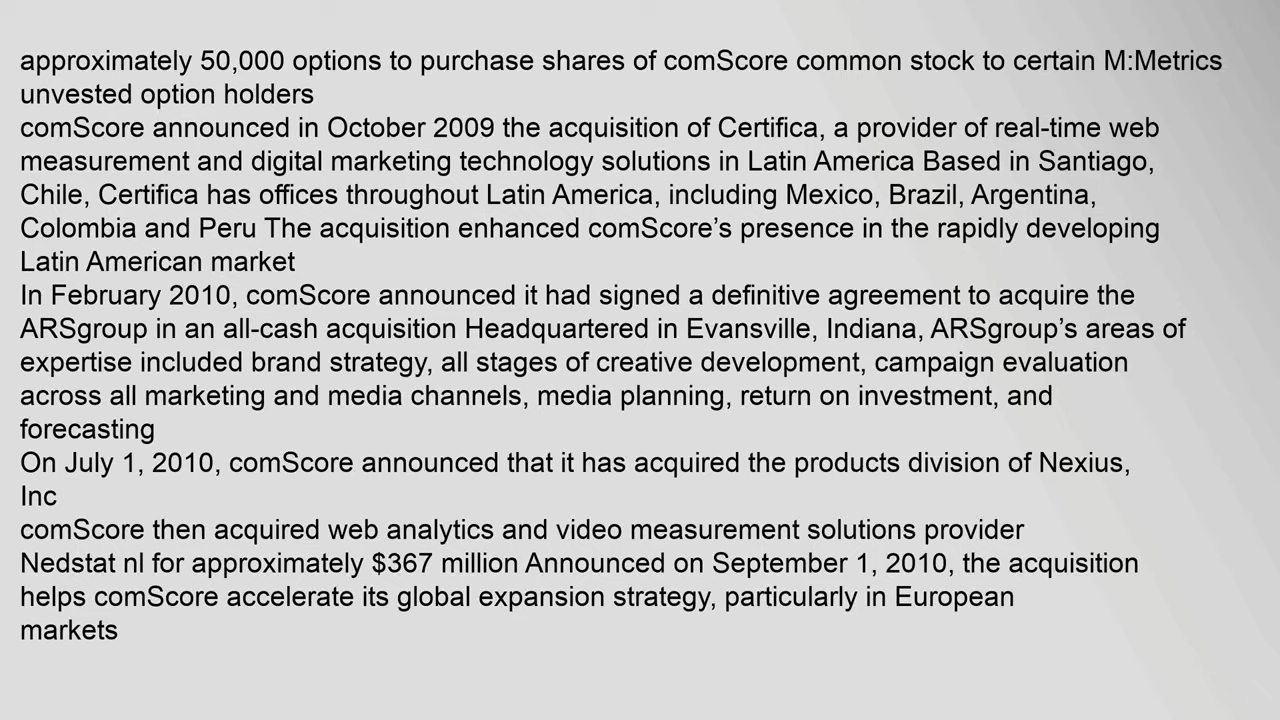 approximately 50,000 options to purchase shares of comScore common stock to certain M:Metrics
unvested option holders
comScore announced in October 2009 the acquisition of Certifica, a provider of real-time web
measurement and digital marketing technology solutions in Latin America Based in Santiago,
Chile, Certifica has offices throughout Latin America, including Mexico, Brazil, Argentina,
Colombia and Peru The acquisition enhanced comScore’s presence in the rapidly developing
Latin American market
In February 2010, comScore announced it had signed a definitive agreement to acquire the
ARSgroup in an all-cash acquisition Headquartered in Evansville, Indiana, ARSgroup’s areas of
expertise included brand strategy, all stages of creative development, campaign evaluation
across all marketing and media channels, media planning, return on investment, and
forecasting
On July 1, 2010, comScore announced that it has acquired the products division of Nexius,
Inc
comScore then acquired web analytics and video measurement solutions provider
Nedstat nl for approximately $367 million Announced on September 1, 2010, the acquisition
helps comScore accelerate its global expansion strategy, particularly in European
markets